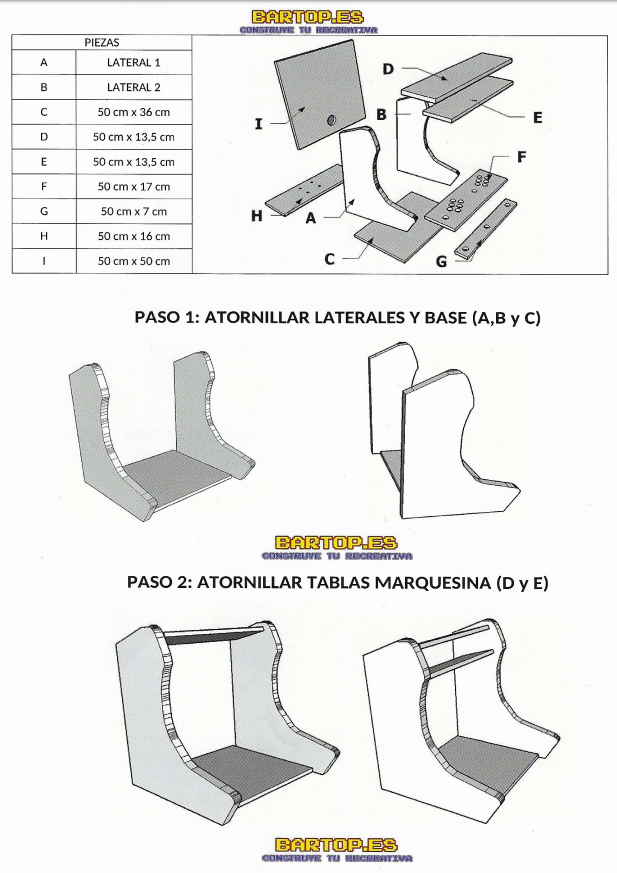 BARTOP.ES
CONSTRUYE TU RECREATIVA
PIEZAS
A LATERAL 1
B LATERAL 2
C 50 cm x 36 cm
D 50 cm x 13,5 cm
E 50 cm x 13,5 cm
F 50 cm x 17 cm
G 50 cm x 7 cm
H 50 cm x 16 cm
I 50 cm x 50 cm
D
B
E
I
F
H
A
C
G
PASO 1: ATORNILLAR LATERALES Y BASE (A,B y C)
BARTOP.ES
CONSTRUYE TU RECREATIVA
PASO 2: ATORNILLAR TABLAS MARQUESINA (D y E)
BARTOP.ES
CONSTRUYE TU RECREATIVA